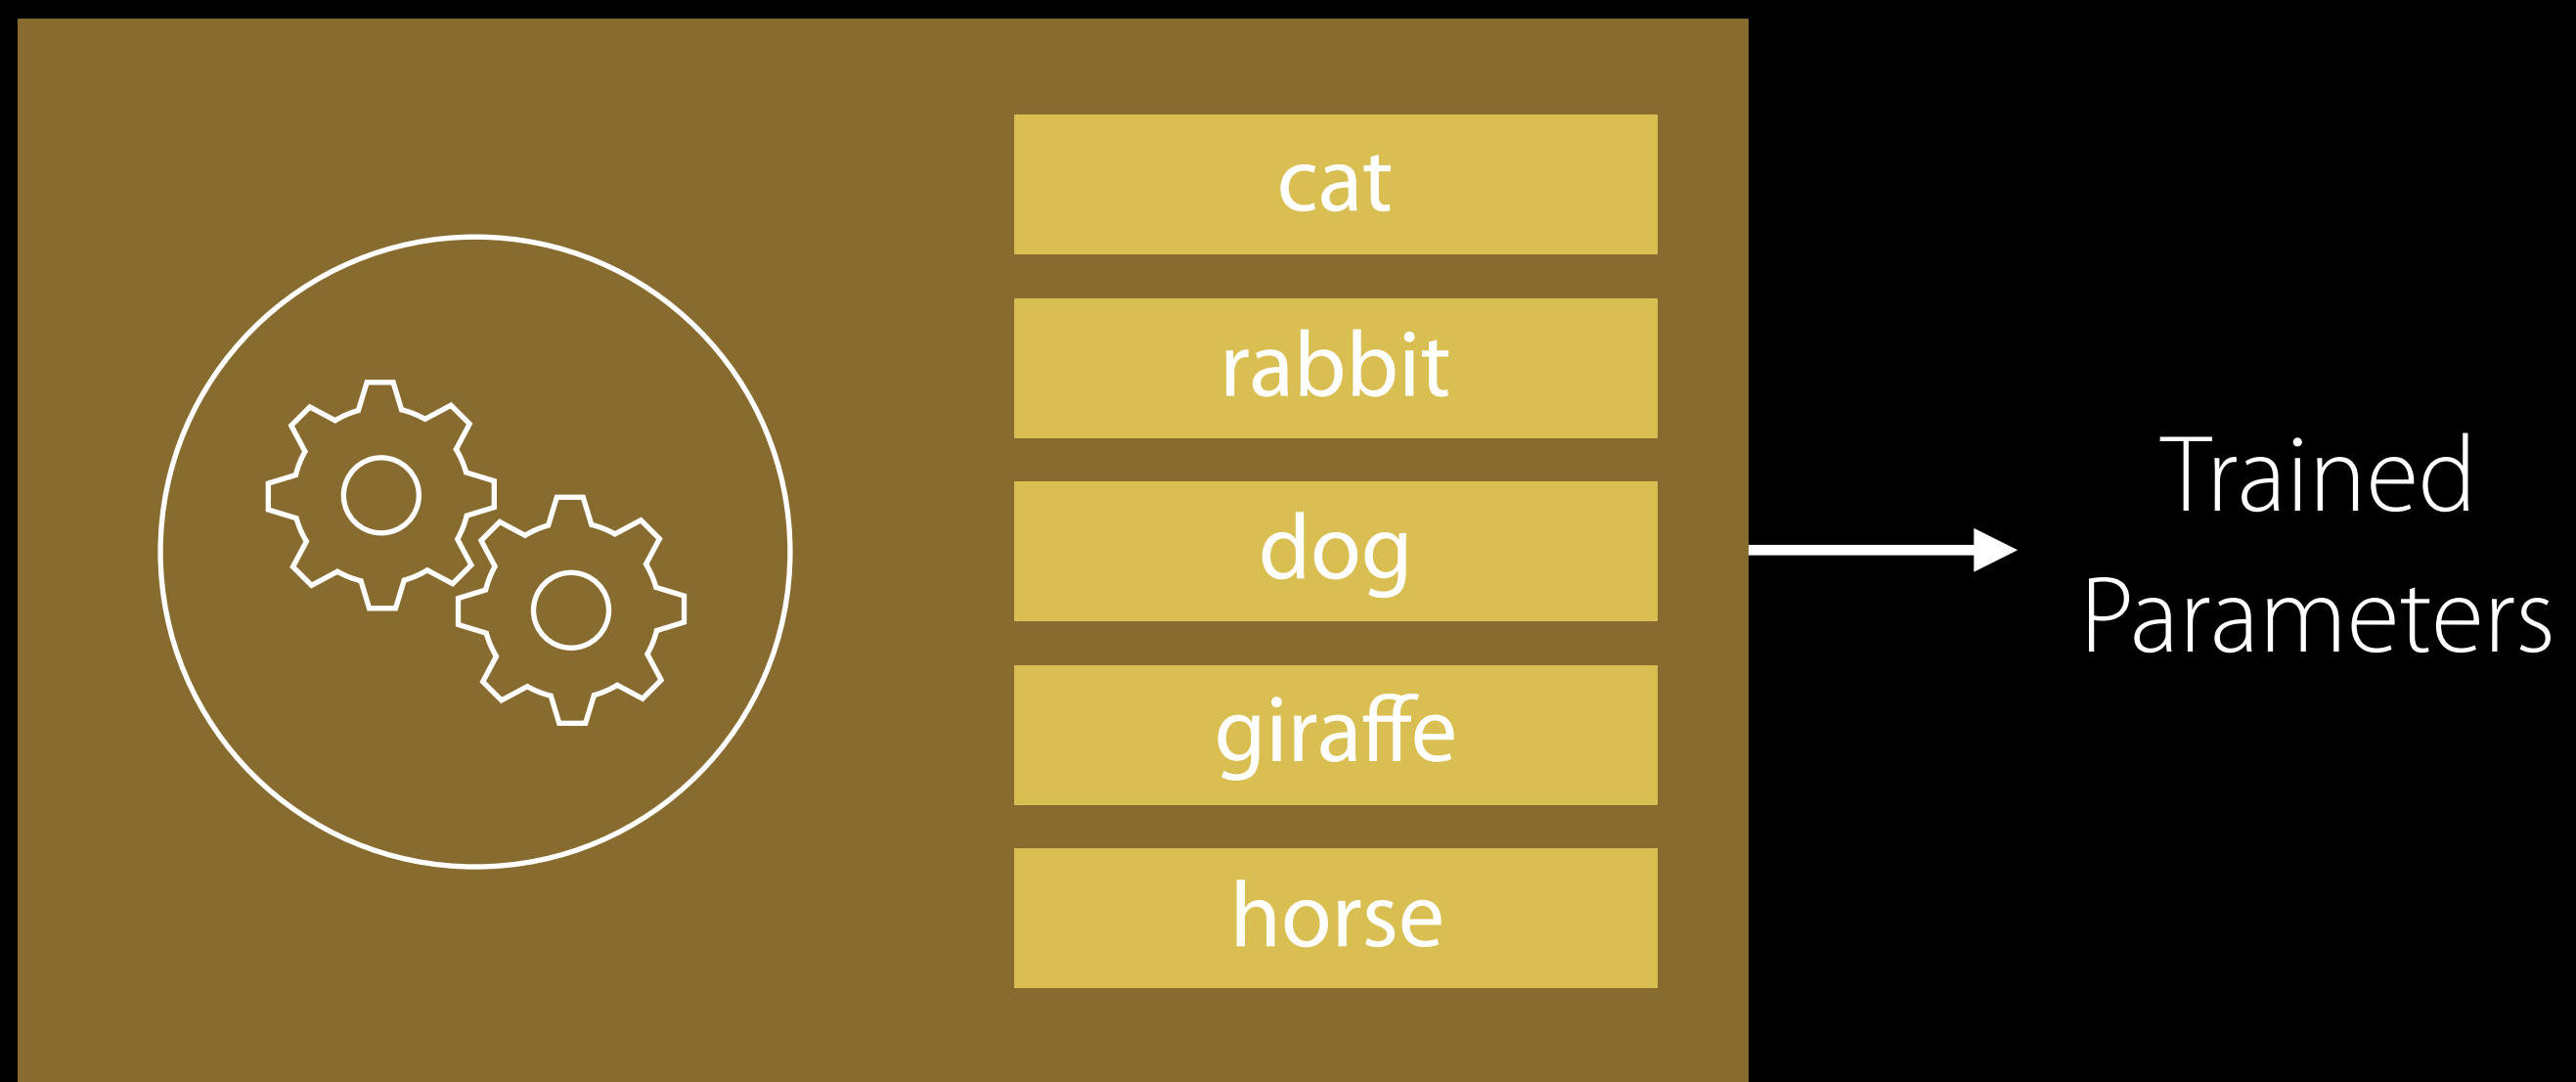 cat
rabbit
dog
giraffe
horse
Trained
Parameters